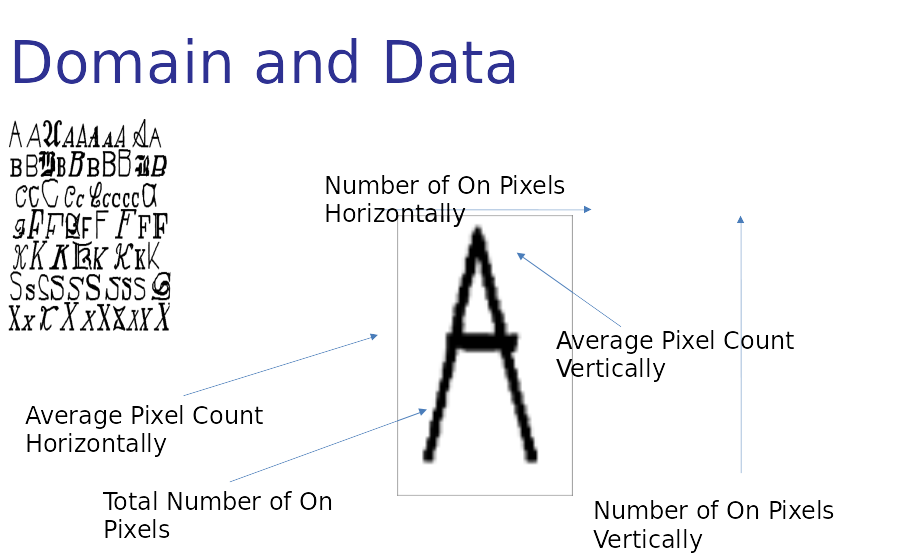 Domain and Data
A A A A A A A A A A
B B B B B B B B B B
C C C C c C c c c c C
F F F F F F F F F
K K K K K K K K
S s S S S S S S S S
X x X X x X X X X X
Number of On Pixels
Horizontally
A
Average Pixel Count
Vertically
Average Pixel Count
Horizontally
Total Number of On
Pixels
Number of On Pixels
Vertically